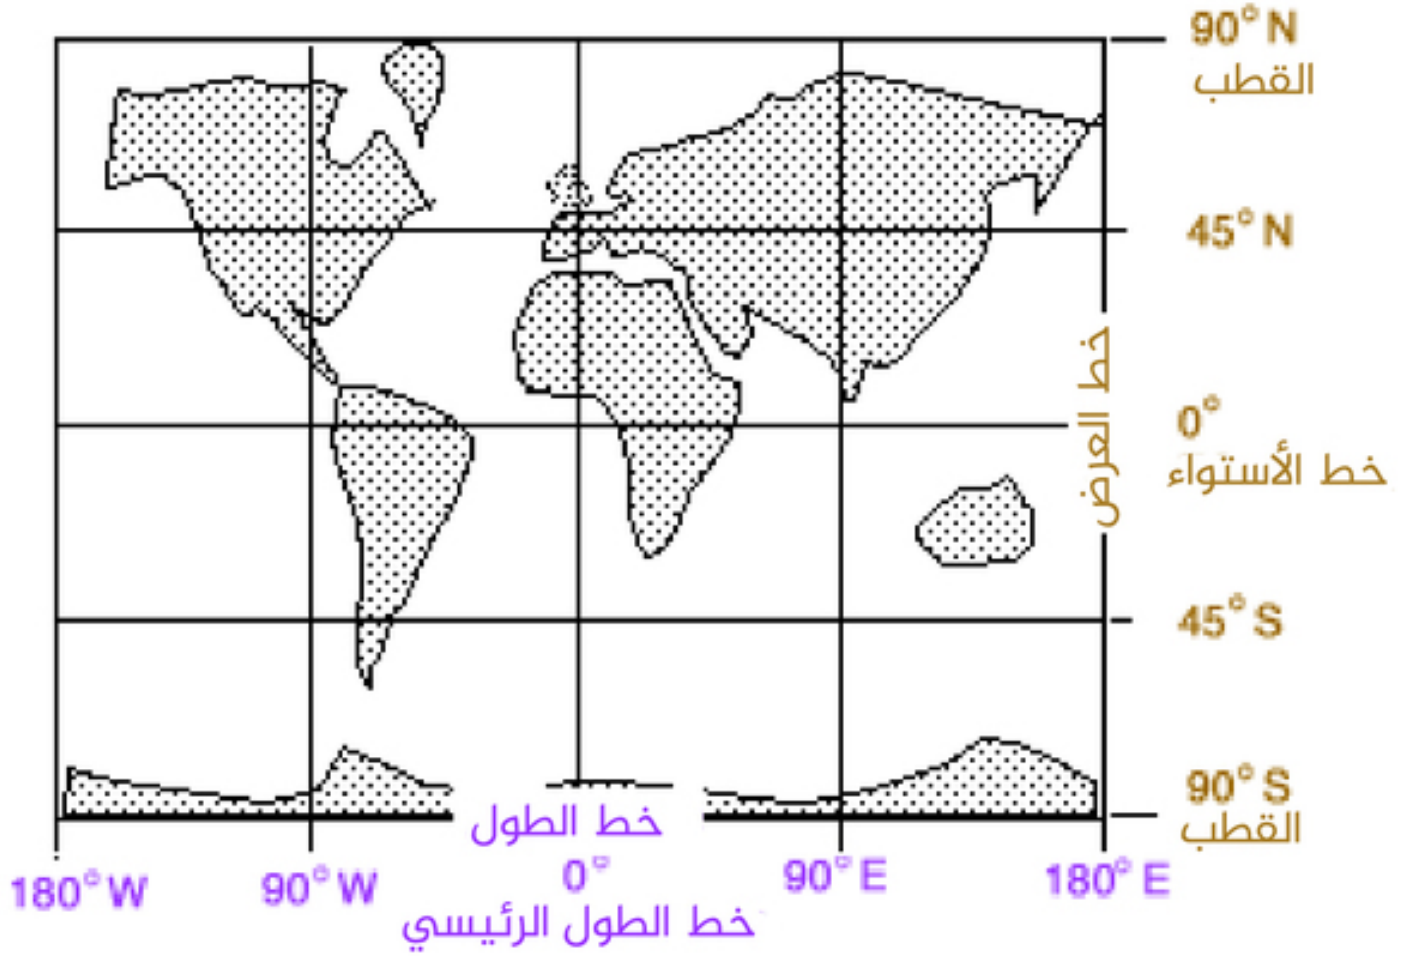 90° N
القطب
45° N
خط العرض
0°
خط الأستواء
45° S
90° S
القطب
خط الطول
180° W
90° W
0°
90° E
180° E
خط الطول الرئيسي